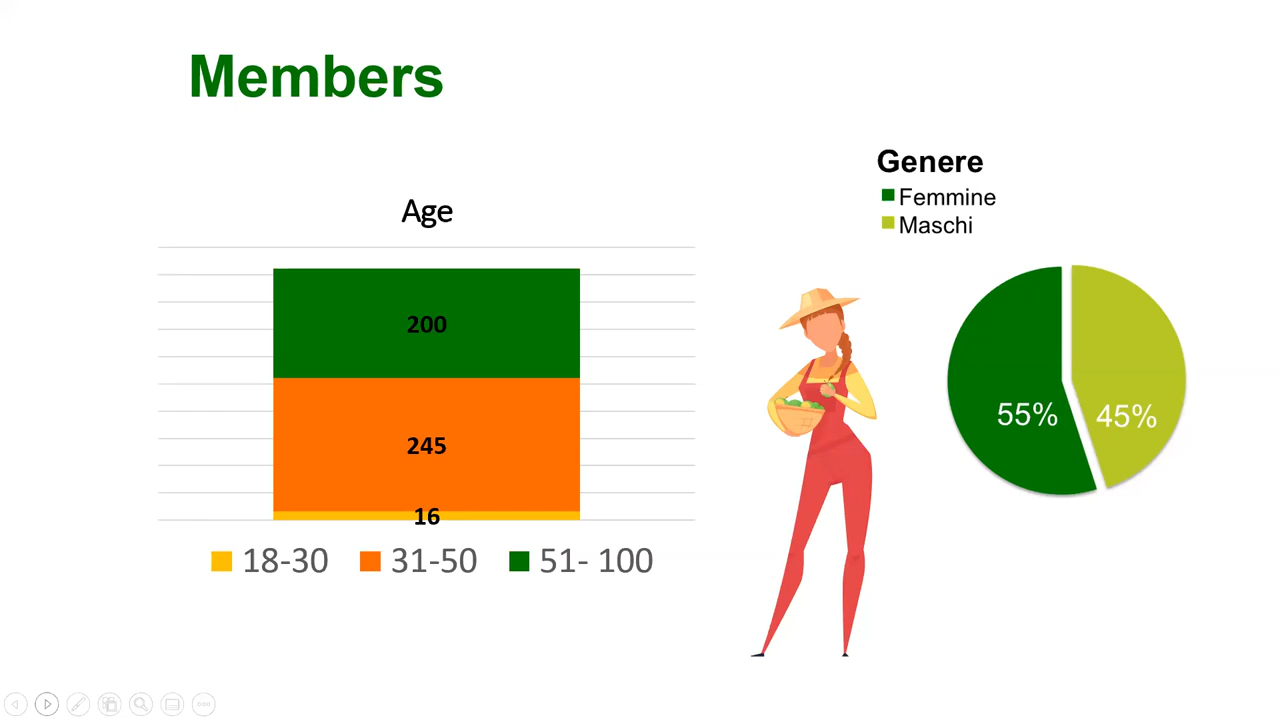 Members
Age
200
245
16
18-30 31-50 51- 100
Genere
Femmine
Maschi
55% 45%